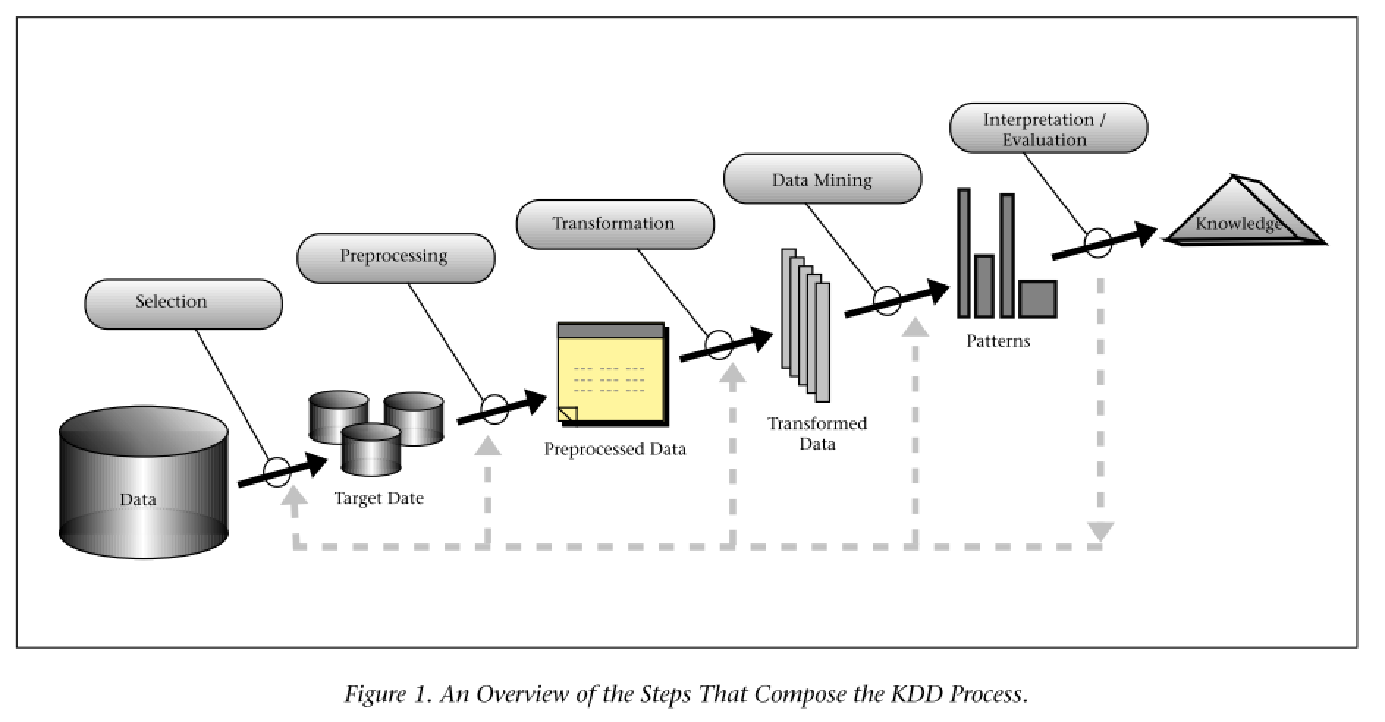 Interpretation /
Evaluation
Data Mining
Transformation
Preprocessing
Selection
Knowledge
Patterns
Transformed
Data
Preprocessed Data
Target Date
Data
Figure 1. An Overview of the Steps That Compose the KDD Process.